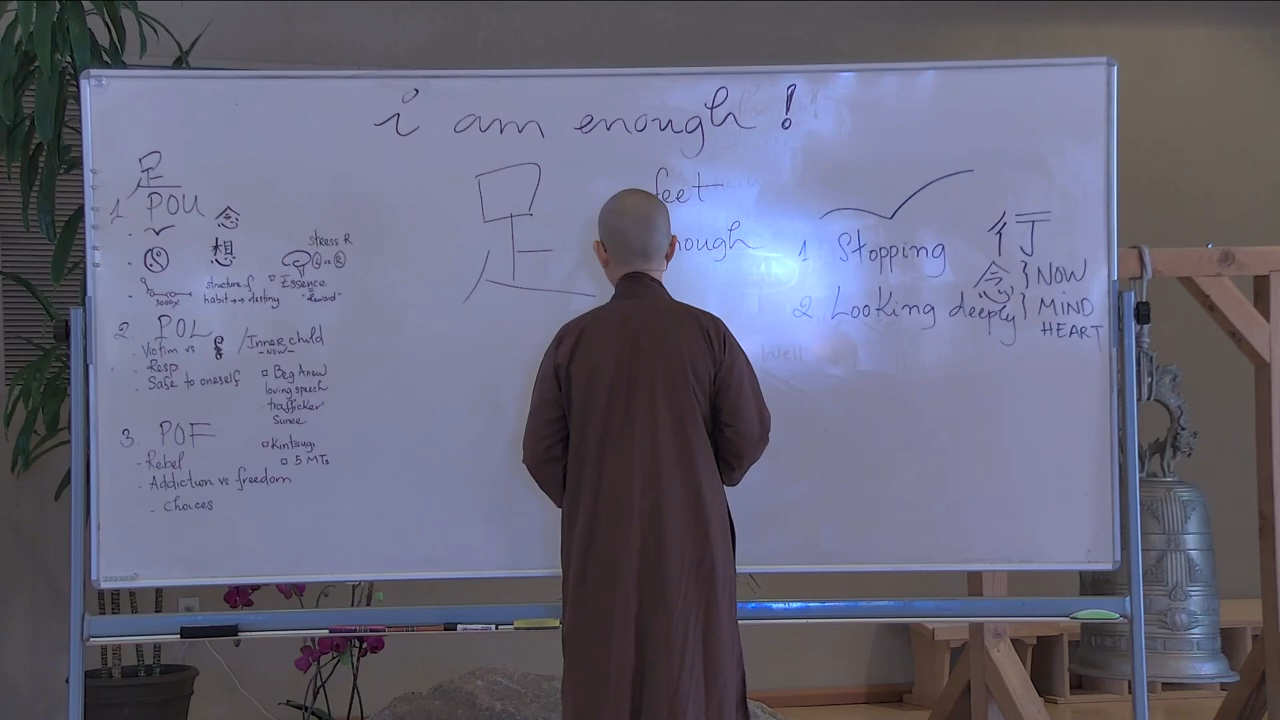 i am enough!
足
1. POU 念
想
stress R
structure of
habit → destiny
Essence
"Reward"
3000x
2 POL
Victim vs
/Inner child
- NOW -
Resp
Safe to oneself
Beg Anew
loving speech
trafficker
3. POF
Kintsugi
- Rebel
5 MTs
- Addiction vs freedom
- Choices
足
feet
nough
1 Stopping
行
念 } NOW
2 Looking deeply } MIND
HEART
well